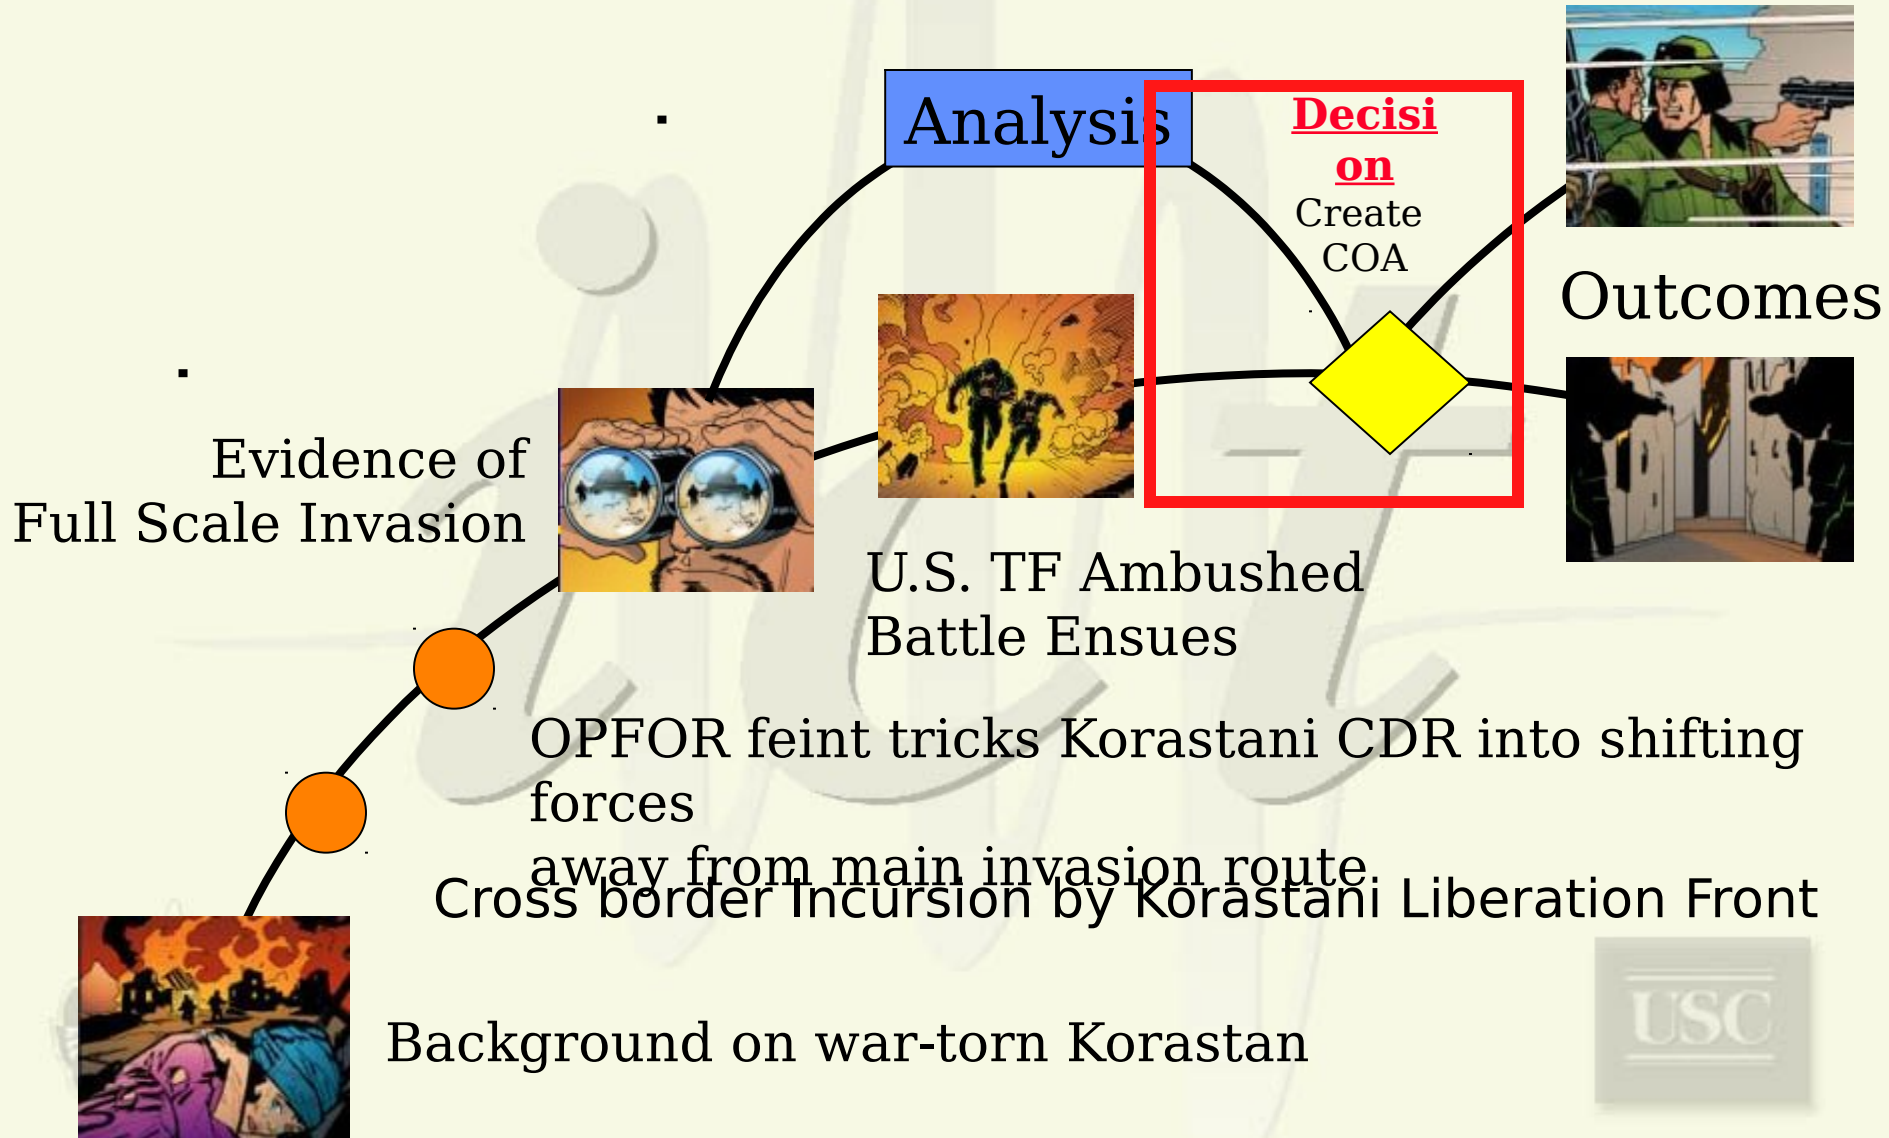 Analysis
Decisi
on
Create
COA
Outcomes
Evidence of
Full Scale Invasion
U.S. TF Ambushed
Battle Ensues
OPFOR feint tricks Korastani CDR into shifting
forces
away from main invasion route
Cross border Incursion by Korastani Liberation Front
Background on war-torn Korastan
ict
USC